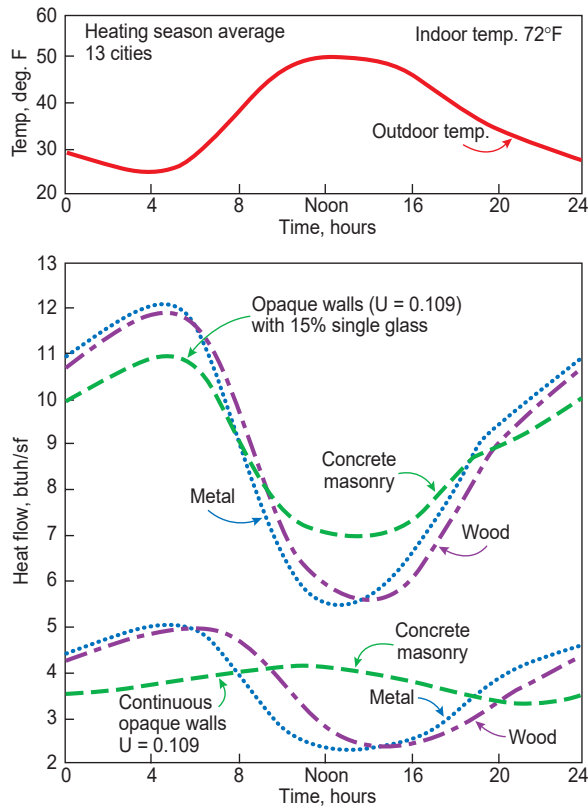 60
Heating season average
13 cities
Indoor temp. 72°F
50
40
30
20
Temp, deg. F
Outdoor temp.
0 4 8 Noon 16 20 24
Time, hours
13
12
11
10
9
8
7
6
5
4
3
2
Heat flow, btuh/sf
Opaque walls (U = 0.109)
with 15% single glass
Concrete
masonry
Metal
Wood
Concrete
masonry
Continuous
opaque walls
U = 0.109
Metal
Wood
0 4 8 Noon 16 20 24
Time, hours